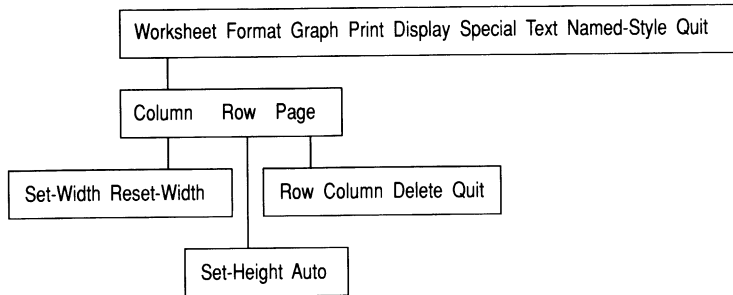 Worksheet Format Graph Print Display Special Text Named-Style Quit
Column Row Page
Set-Width Reset-Width
Row Column Delete Quit
Set-Height Auto